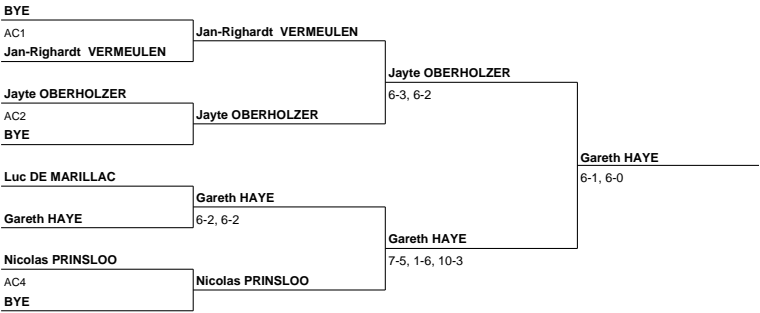 BYE
AC1
Jan-Righardt VERMEULEN
Jan-Righardt VERMEULEN
Jayte OBERHOLZER
6-3, 6-2
Jayte OBERHOLZER
AC2
BYE
Jayte OBERHOLZER
Gareth HAYE
6-1, 6-0
Luc DE MARILLAC
Gareth HAYE
Gareth HAYE
6-2, 6-2
Gareth HAYE
7-5, 1-6, 10-3
Nicolas PRINSLOO
AC4
BYE
Nicolas PRINSLOO